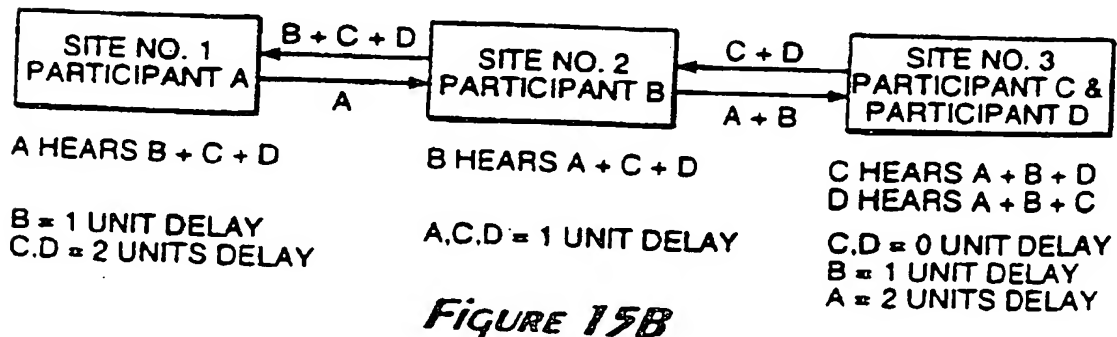 SITE NO. 1
PARTICIPANT A
B + C + D
A
SITE NO. 2
PARTICIPANT B
C + D
A + B
SITE NO. 3
PARTICIPANT C &
PARTICIPANT D
A HEARS B + C + D
B = 1 UNIT DELAY
C,D = 2 UNITS DELAY
B HEARS A + C + D
A,C,D = 1 UNIT DELAY
C HEARS A + B + D
D HEARS A + B + C
C,D = 0 UNIT DELAY
B = 1 UNIT DELAY
A = 2 UNITS DELAY
FIGURE 15B